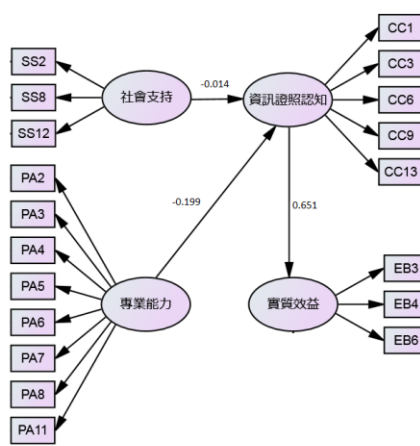 SS2
SS8
SS12
社會支持
-0.014
資訊證照認知
CC1
CC3
CC6
CC9
CC13
PA2
PA3
PA4
PA5
PA6
PA7
PA8
PA11
專業能力
-0.199
0.651
實質效益
EB3
EB4
EB6